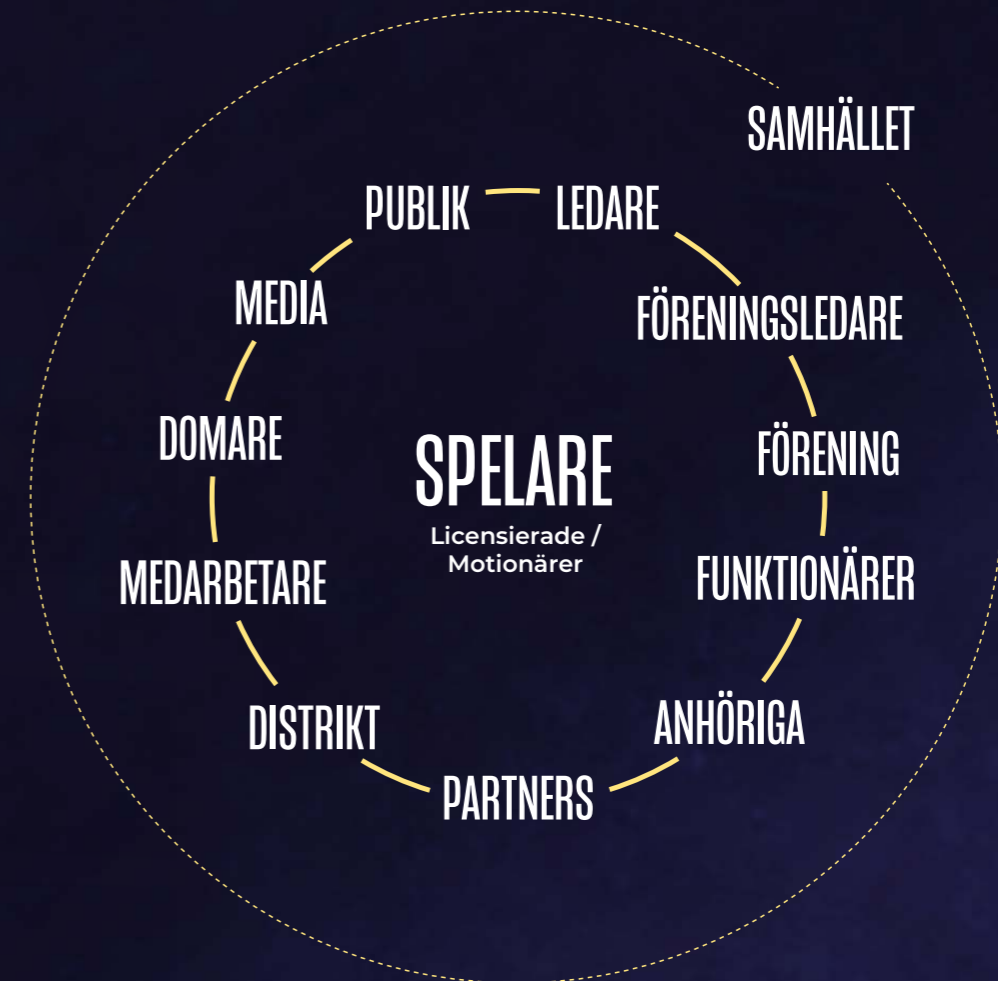 SAMHÄLLET
PUBLIK
LEDARE
MEDIA
FÖRENINGSLEDARE
DOMARE
FÖRENING
SPELARE
Licensierade /
Motionärer
MEDARBETARE
FUNKTIONÄRER
DISTRIKT
ANHÖRIGA
PARTNERS